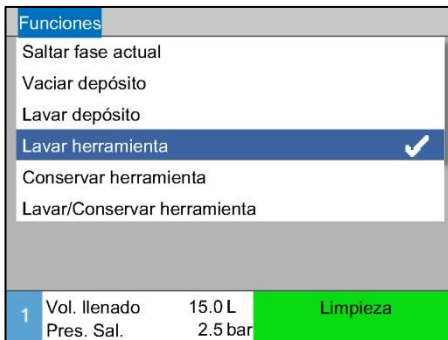 Funciones
Saltar fase actual
Vaciar depósito
Lavar depósito
Lavar herramienta
Conservar herramienta
Lavar/Conservar herramienta
1 Vol. llenado 15.0 L Limpieza
Pres. Sal. 2.5 bar